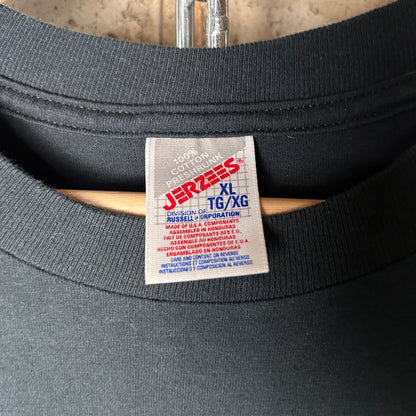 100%
COTTON
PRESHRUNK
JERZEES®
XL
TG/XG
DIVISION OF
RUSSELL CORPORATION
MADE OF U.S.A. COMPONENTS
ASSEMBLED IN HONDURAS
FAIT DE COMPOSANTS DES E.U.
ASSEMBLE AU HONDURAS
HECHO CON COMPONENTES DE E.U.A.
ENSAMBLADO EN HONDURAS
CARE AND CONTENT ON REVERSE
INSTRUCTIONS ET COMPOSITION AU VERSO
INSTRUCCIONES Y COMPOSICION AL REVERSO